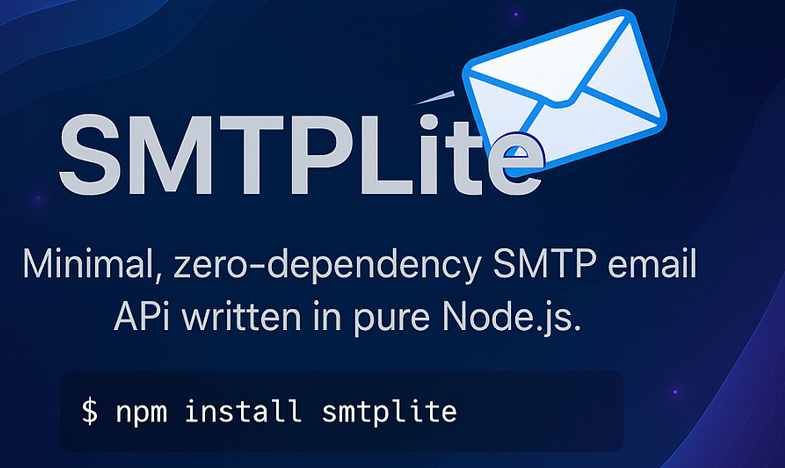 SMTPLite
Minimal, zero-dependency SMTP email
APi written in pure Node.js.
$ npm install smtplite